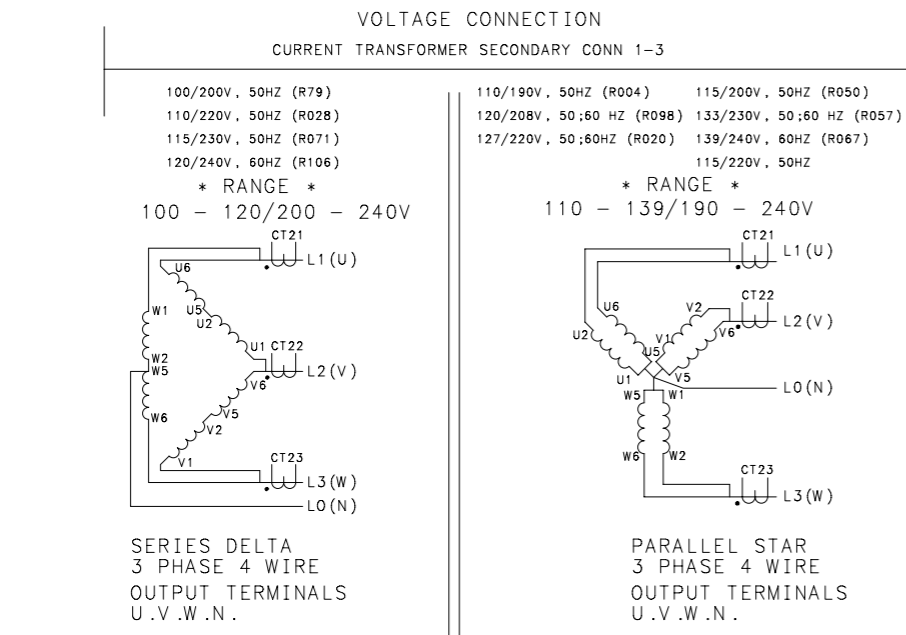 VOLTAGE CONNECTION
CURRENT TRANSFORMER SECONDARY CONN 1-3
100/200V, 50HZ (R79)
110/220V, 50HZ (R028)
115/230V, 50HZ (R071)
120/240V, 60HZ (R106)
* RANGE *
100 - 120/200 - 240V
CT21
L1(U)
U6
W1
U5
U2
U1
CT22
W2
W5
L2(V)
V6
W6
V5
V2
V1
CT23
L3(W)
L0(N)
SERIES DELTA
3 PHASE 4 WIRE
OUTPUT TERMINALS
U.V.W.N.
110/190V, 50HZ (R004) 115/200V, 50HZ (R050)
120/208V, 50;60 HZ (R098) 133/230V, 50;60 HZ (R057)
127/220V, 50;60HZ (R020) 139/240V, 60HZ (R067)
115/220V, 50HZ
* RANGE *
110 - 139/190 - 240V
CT21
L1(U)
CT22
U6
V2
L2(V)
U2
V1
V6
U5
U1
V5
L0(N)
W5
W1
W6
W2
CT23
L3(W)
PARALLEL STAR
3 PHASE 4 WIRE
OUTPUT TERMINALS
U.V.W.N.